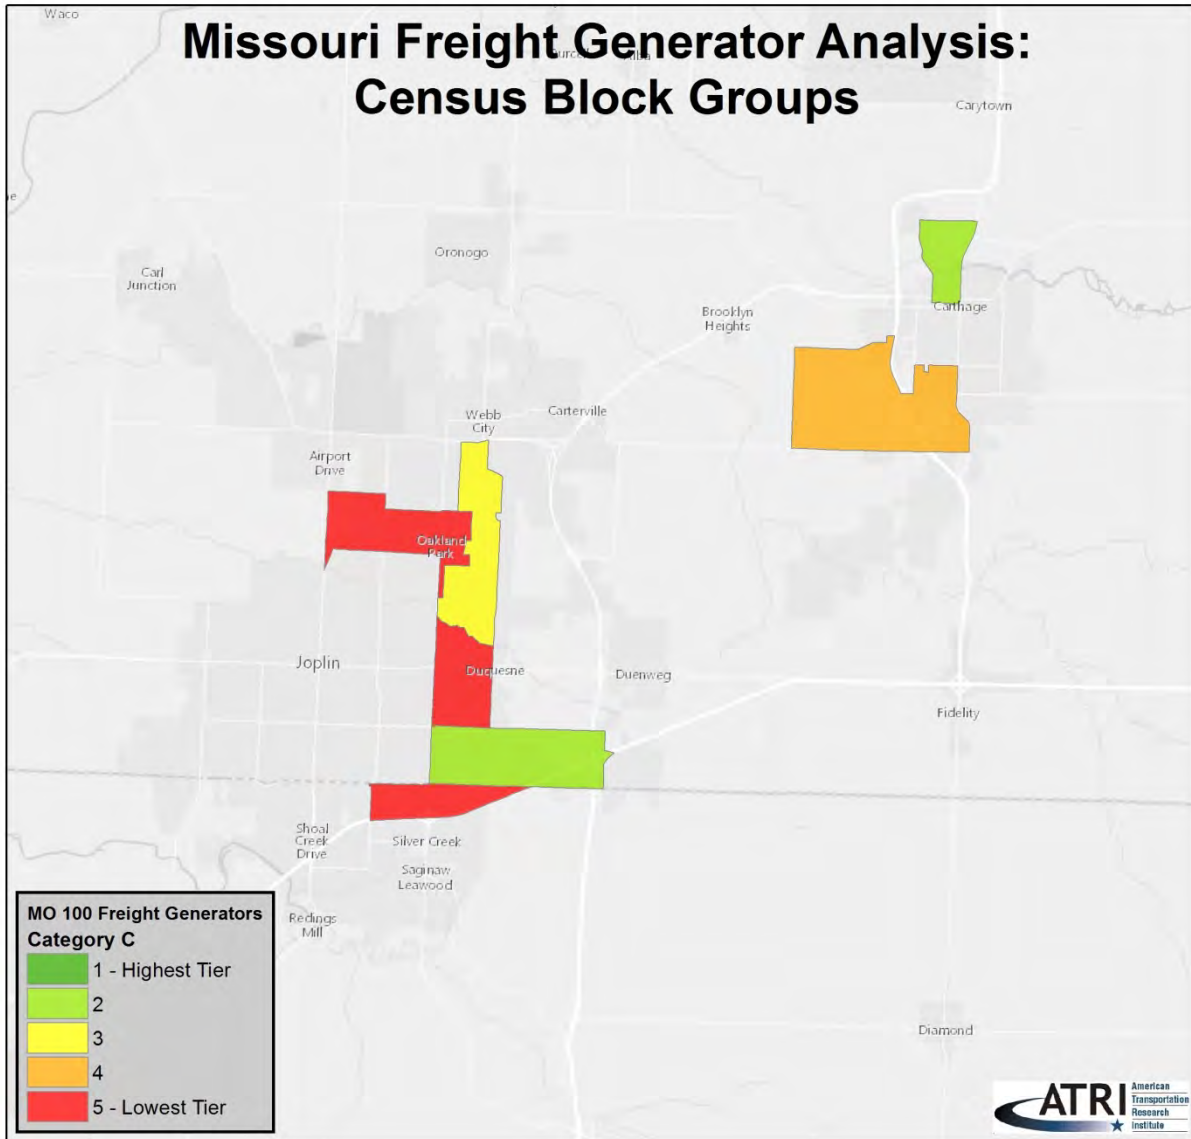 Waco
Missouri Freight Generator Analysis:
Census Block Groups
Carytown
Oronogo
Carl
Junction
Carthage
Brooklyn
Heights
Webb
City
Carterville
Airport
Drive
Oakland
Park
Joplin
Duquesne
Duenweg
Fidelity
Shoal
Creek
Drive
Silver Creek
Saginaw
Leawood
Redings
Mill
Diamond
MO 100 Freight Generators
Category C
1 - Highest Tier
2
3
4
5 - Lowest Tier
ATRI
American
Transportation
Research
Institute